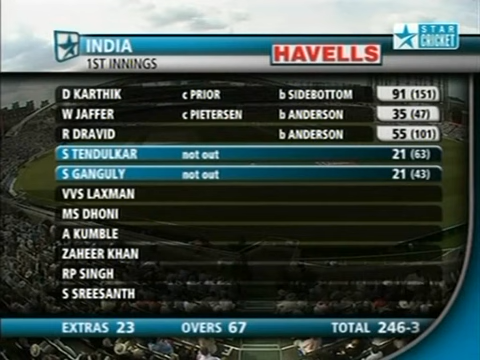 INDIA
1ST INNINGS
HAVELLS
STAR
CRICKET
D KARTHIK c PRIOR b SIDEBOTTOM 91 (151)
W JAFFER c PIETERSEN b ANDERSON 35 (47)
R DRAVID b ANDERSON 55 (101)
S TENDULKAR not out 21 (63)
S GANGULY not out 21 (43)
VVS LAXMAN
MS DHONI
A KUMBLE
ZAHEER KHAN
RP SINGH
S SREESANTH
EXTRAS 23 OVERS 67 TOTAL 246-3